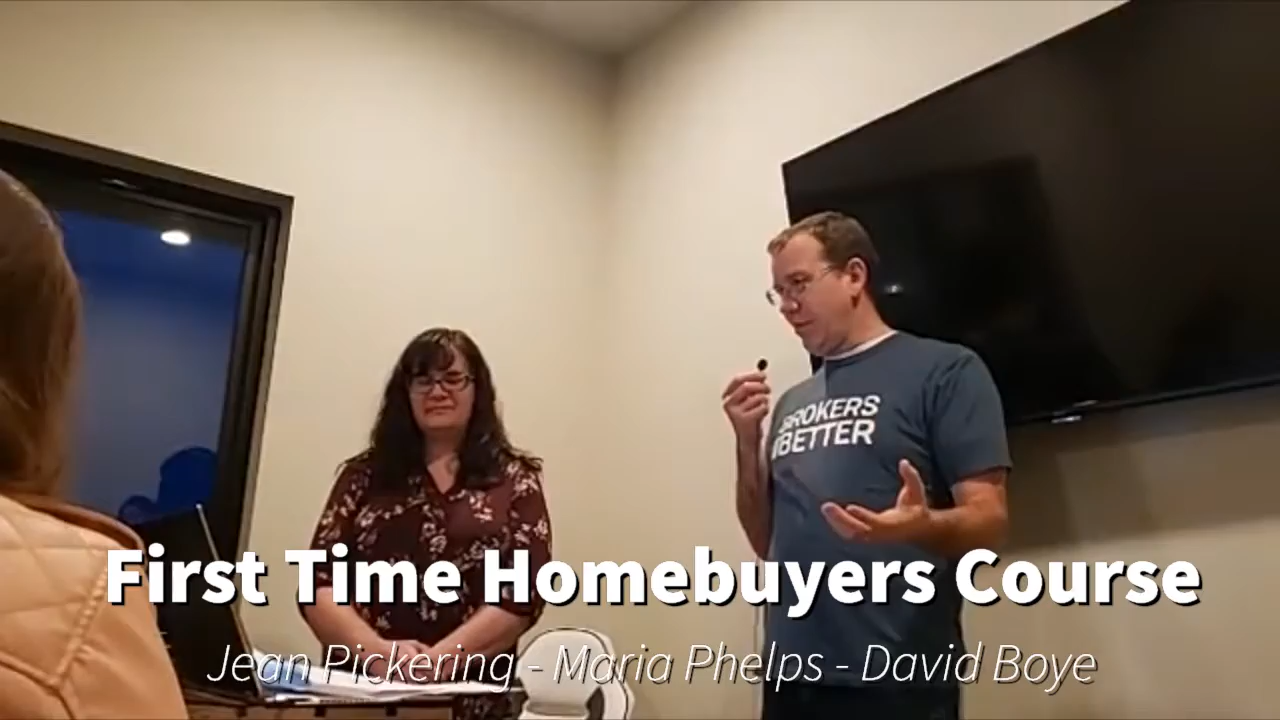 BROKERS
BETTER
First Time Homebuyers Course
Jean Pickering - Maria Phelps - David Boye